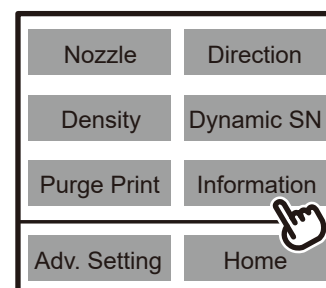 Nozzle Direction
Density Dynamic SN
Purge Print Information
Adv. Setting Home